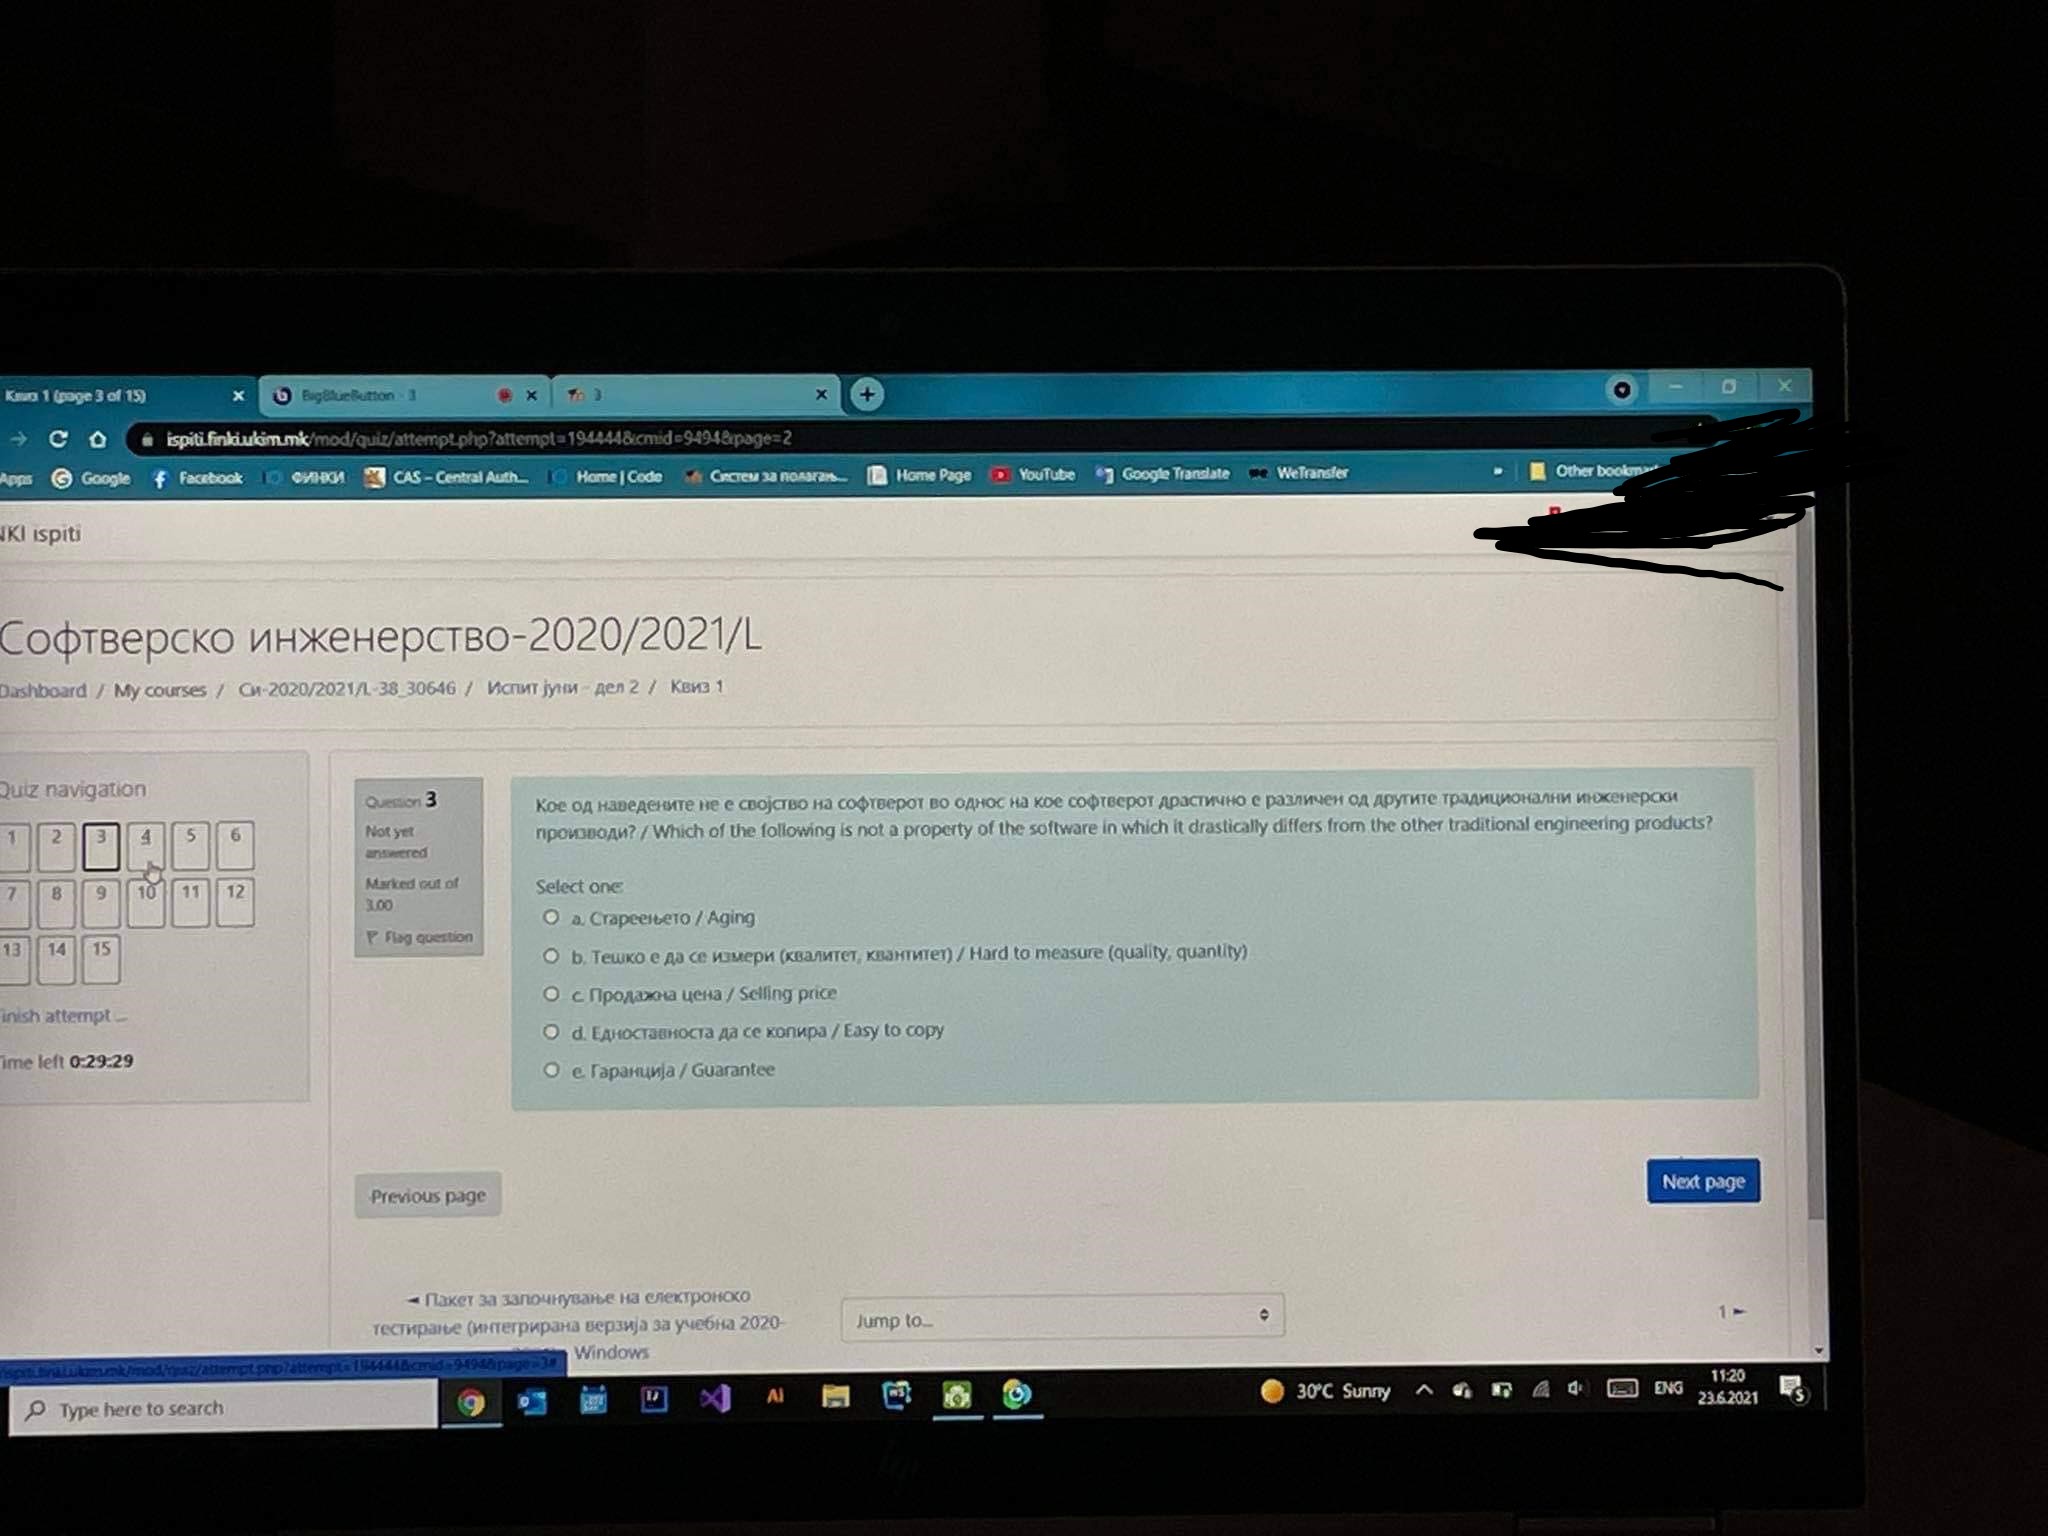 Квиз 1 (page 3 of 15)
BigBlueButton - 3
3
ispiti.finki.ukim.mk/mod/quiz/attempt.php?attempt=194444&cmid=9494&page=2
Apps Google Facebook ФИНКИ CAS – Central Auth... Home | Code Систем за полагањ... Home Page YouTube Google Translate WeTransfer » Other bookma
NKI ispiti
Софтверско инженерство-2020/2021/L
Dashboard / My courses / Си-2020/2021/L-38_30646 / Испит јуни - дел 2 / Квиз 1
Quiz navigation
1 2 3 4 5 6
7 8 9 10 11 12
13 14 15
Finish attempt ...
Time left 0:29:29
Question 3
Not yet
answered
Marked out of
3.00
Flag question
Кое од наведените не е својство на софтверот во однос на кое софтверот драстично е различен од другите традиционални инженерски
производи? / Which of the following is not a property of the software in which it drastically differs from the other traditional engineering products?
Select one:
a. Стареењето / Aging
b. Тешко е да се измери (квалитет, квантитет) / Hard to measure (quality, quantity)
c. Продажна цена / Selling price
d. Едноставноста да се копира / Easy to copy
e. Гаранција / Guarantee
Previous page
Next page
◄ Пакет за започнување на електронско
тестирање (интегрирана верзија за учебна 2020-
Windows
Jump to...
1 ►
ispiti.finki.ukim.mk/mod/quiz/attempt.php?attempt=194444&cmid=9494&page=3#
Type here to search
30°C Sunny
ENG
11:20
23.6.2021